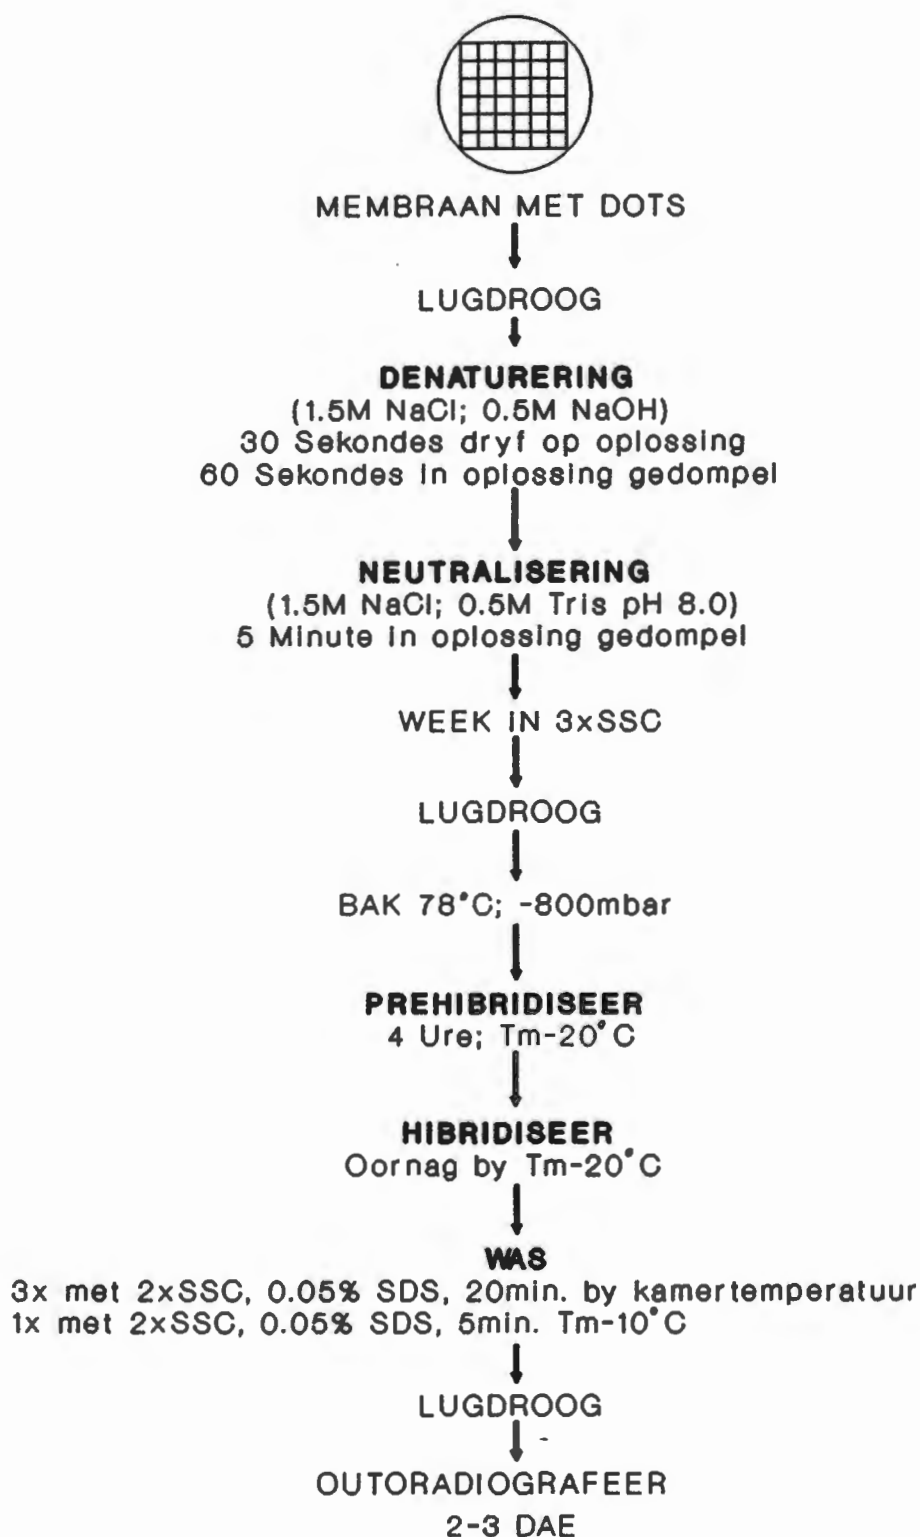 MEMBRAAN MET DOTS
LUGDROOG
DENATURERING
(1.5M NaCl; 0.5M NaOH)
30 Sekondes dryf op oplossing
60 Sekondes in oplossing gedompel
NEUTRALISERING
(1.5M NaCl; 0.5M Tris pH 8.0)
5 Minute in oplossing gedompel
WEEK IN 3xSSC
LUGDROOG
BAK 78°C; -800mbar
PREHIBRIDISEER
4 Ure; Tm-20°C
HIBRIDISEER
Oornag by Tm-20°C
WAS
3x met 2xSSC, 0.05% SDS, 20min. by kamertemperatuur
1x met 2xSSC, 0.05% SDS, 5min. Tm-10°C
LUGDROOG
OUTORADIOGRAFEER
2-3 DAE